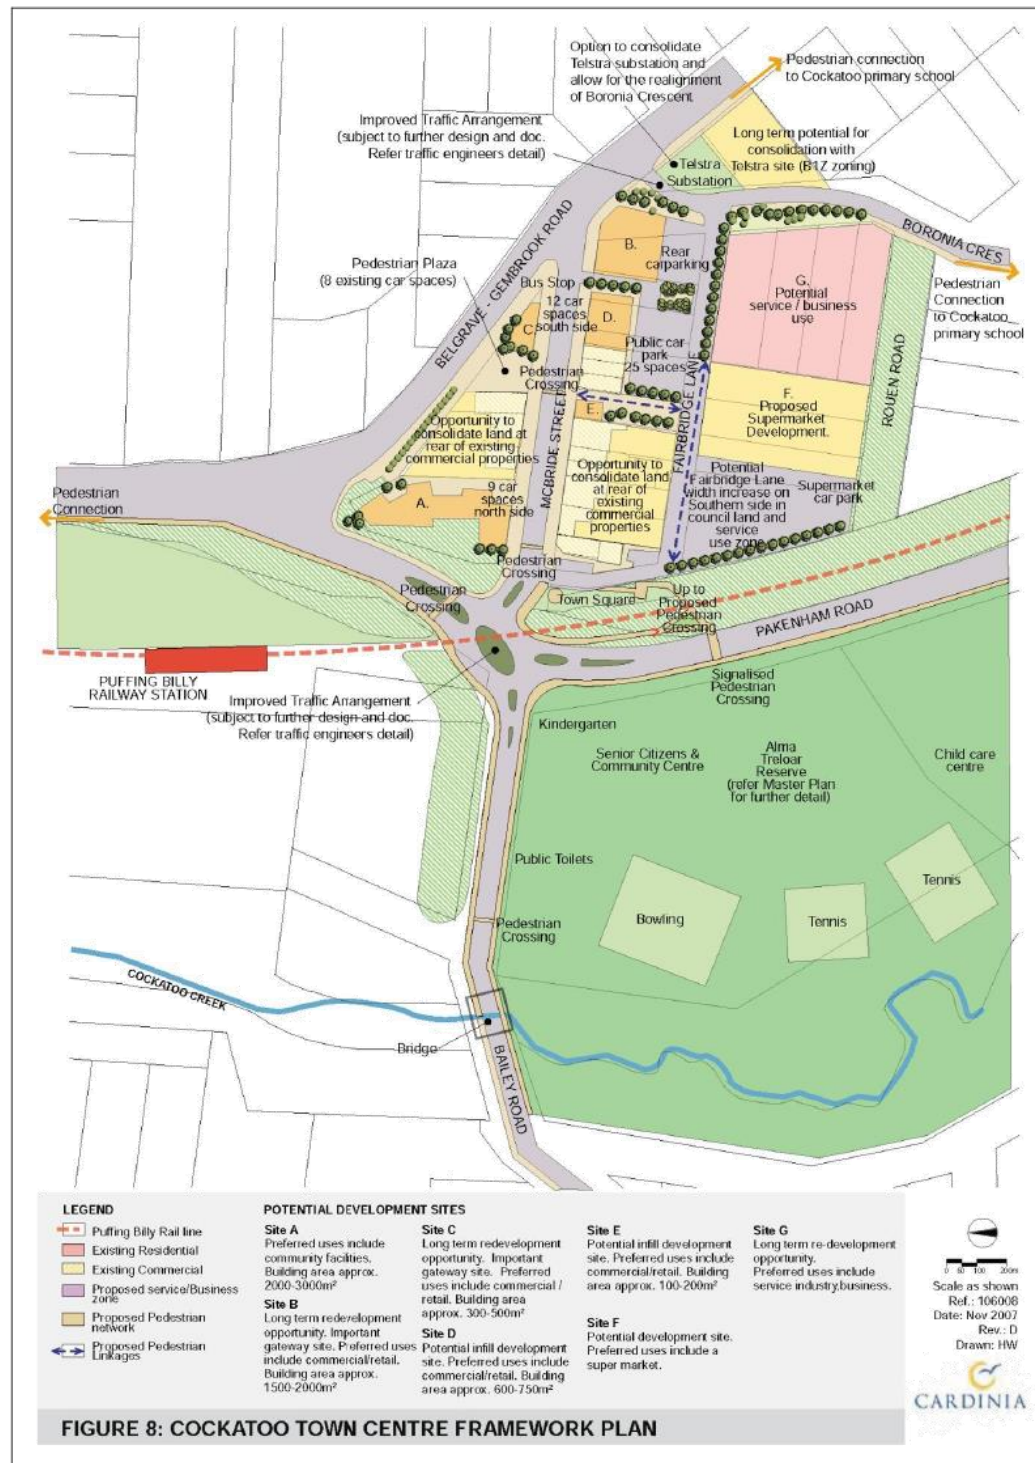 Option to consolidate
Telstra substation and
allow for the realignment
of Boronia Crescent
Pedestrian connection
to Cockatoo primary school
Improved Traffic Arrangement
(subject to further design and doc.
Refer traffic engineers detail)
Long term potential for
consolidation with
Telstra site (B1Z zoning)
Telstra
Substation
BELGRAVE - GEMBROOK ROAD
BORONIA CRES
B.
Rear
carparking
Pedestrian Plaza
(8 existing car spaces)
Bus Stop
12 car
spaces
south side
C
D.
G.
Potential
service / business
use
Pedestrian
Connection
to Cockatoo
primary school
Public car
park
25 spaces
Pedestrian
Crossing
ROUEN ROAD
FAIRBRIDGE LANE
MCBRIDE STREET
E.
F.
Proposed
Supermarket
Development.
Opportunity to
consolidate land at
rear of existing
commercial properties
Opportunity to
consolidate land
at rear of
existing
commercial
properties
Potential
Fairbridge Lane
width increase on
Southern side in
council land and
service
use zone
Supermarket
car park
Pedestrian
Connection
A.
9 car
spaces
north side
Pedestrian
Crossing
Pedestrian
Crossing
Town Square
Up to
Proposed
Pedestrian
Crossing
PAKENHAM ROAD
PUFFING BILLY
RAILWAY STATION
Signalised
Pedestrian
Crossing
Improved Traffic Arrangement
(subject to further design and doc.
Refer traffic engineers detail)
Kindergarten
Senior Citizens &
Community Centre
Alma
Treloar
Reserve
(refer Master Plan
for further detail)
Child care
centre
Public Toilets
Pedestrian
Crossing
Bowling
Tennis
Tennis
COCKATOO CREEK
Bridge
BAILEY ROAD
LEGEND
Puffing Billy Rail line
Existing Residential
Existing Commercial
Proposed service/Business
zone
Proposed Pedestrian
network
Proposed Pedestrian
Linkages
POTENTIAL DEVELOPMENT SITES
Site A
Preferred uses include
community facilities.
Building area approx.
2000-3000m²
Site B
Long term redevelopment
opportunity. Important
gateway site. Preferred uses
include commercial/retail.
Building area approx.
1500-2000m²
Site C
Long term redevelopment
opportunity. Important
gateway site. Preferred
uses include commercial /
retail. Building area
approx. 300-500m²
Site D
Potential infill development
site. Preferred uses include
commercial/retail. Building
area approx. 600-750m²
Site E
Potential infill development
site. Preferred uses include
commercial/retail. Building
area approx. 100-200m²
Site F
Potential development site.
Preferred uses include a
super market.
Site G
Long term re-development
opportunity.
Preferred uses include
service industry,business.
0 50 100 200m
Scale as shown
Ref.: 106008
Date: Nov 2007
Rev.: D
Drawn: HW
CARDINIA
FIGURE 8: COCKATOO TOWN CENTRE FRAMEWORK PLAN